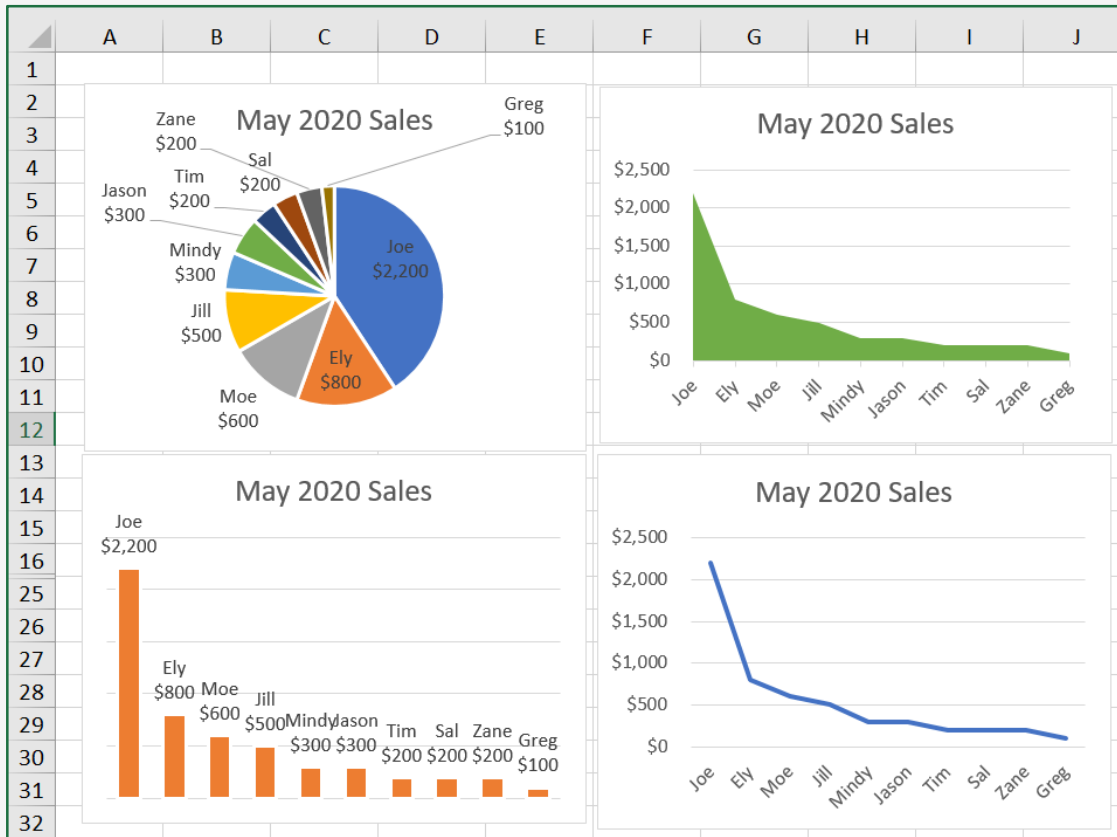 A B C D E F G H I J
1
2
3
4
5
6
7
8
9
10
11
12
13
14
15
16
25
26
27
28
29
30
31
32
May 2020 Sales
Greg
$100
Zane
$200
Sal
$200
Tim
$200
Jason
$300
Mindy
$300
Jill
$500
Moe
$600
Ely
$800
Joe
$2,200
May 2020 Sales
$2,500
$2,000
$1,500
$1,000
$500
$0
Joe Ely Moe Jill Mindy Jason Tim Sal Zane Greg
May 2020 Sales
Joe
$2,200
Ely
$800
Moe
$600
Jill
$500
Mindy
$300
Jason
$300
Tim
$200
Sal
$200
Zane
$200
Greg
$100
May 2020 Sales
$2,500
$2,000
$1,500
$1,000
$500
$0
Joe Ely Moe Jill Mindy Jason Tim Sal Zane Greg